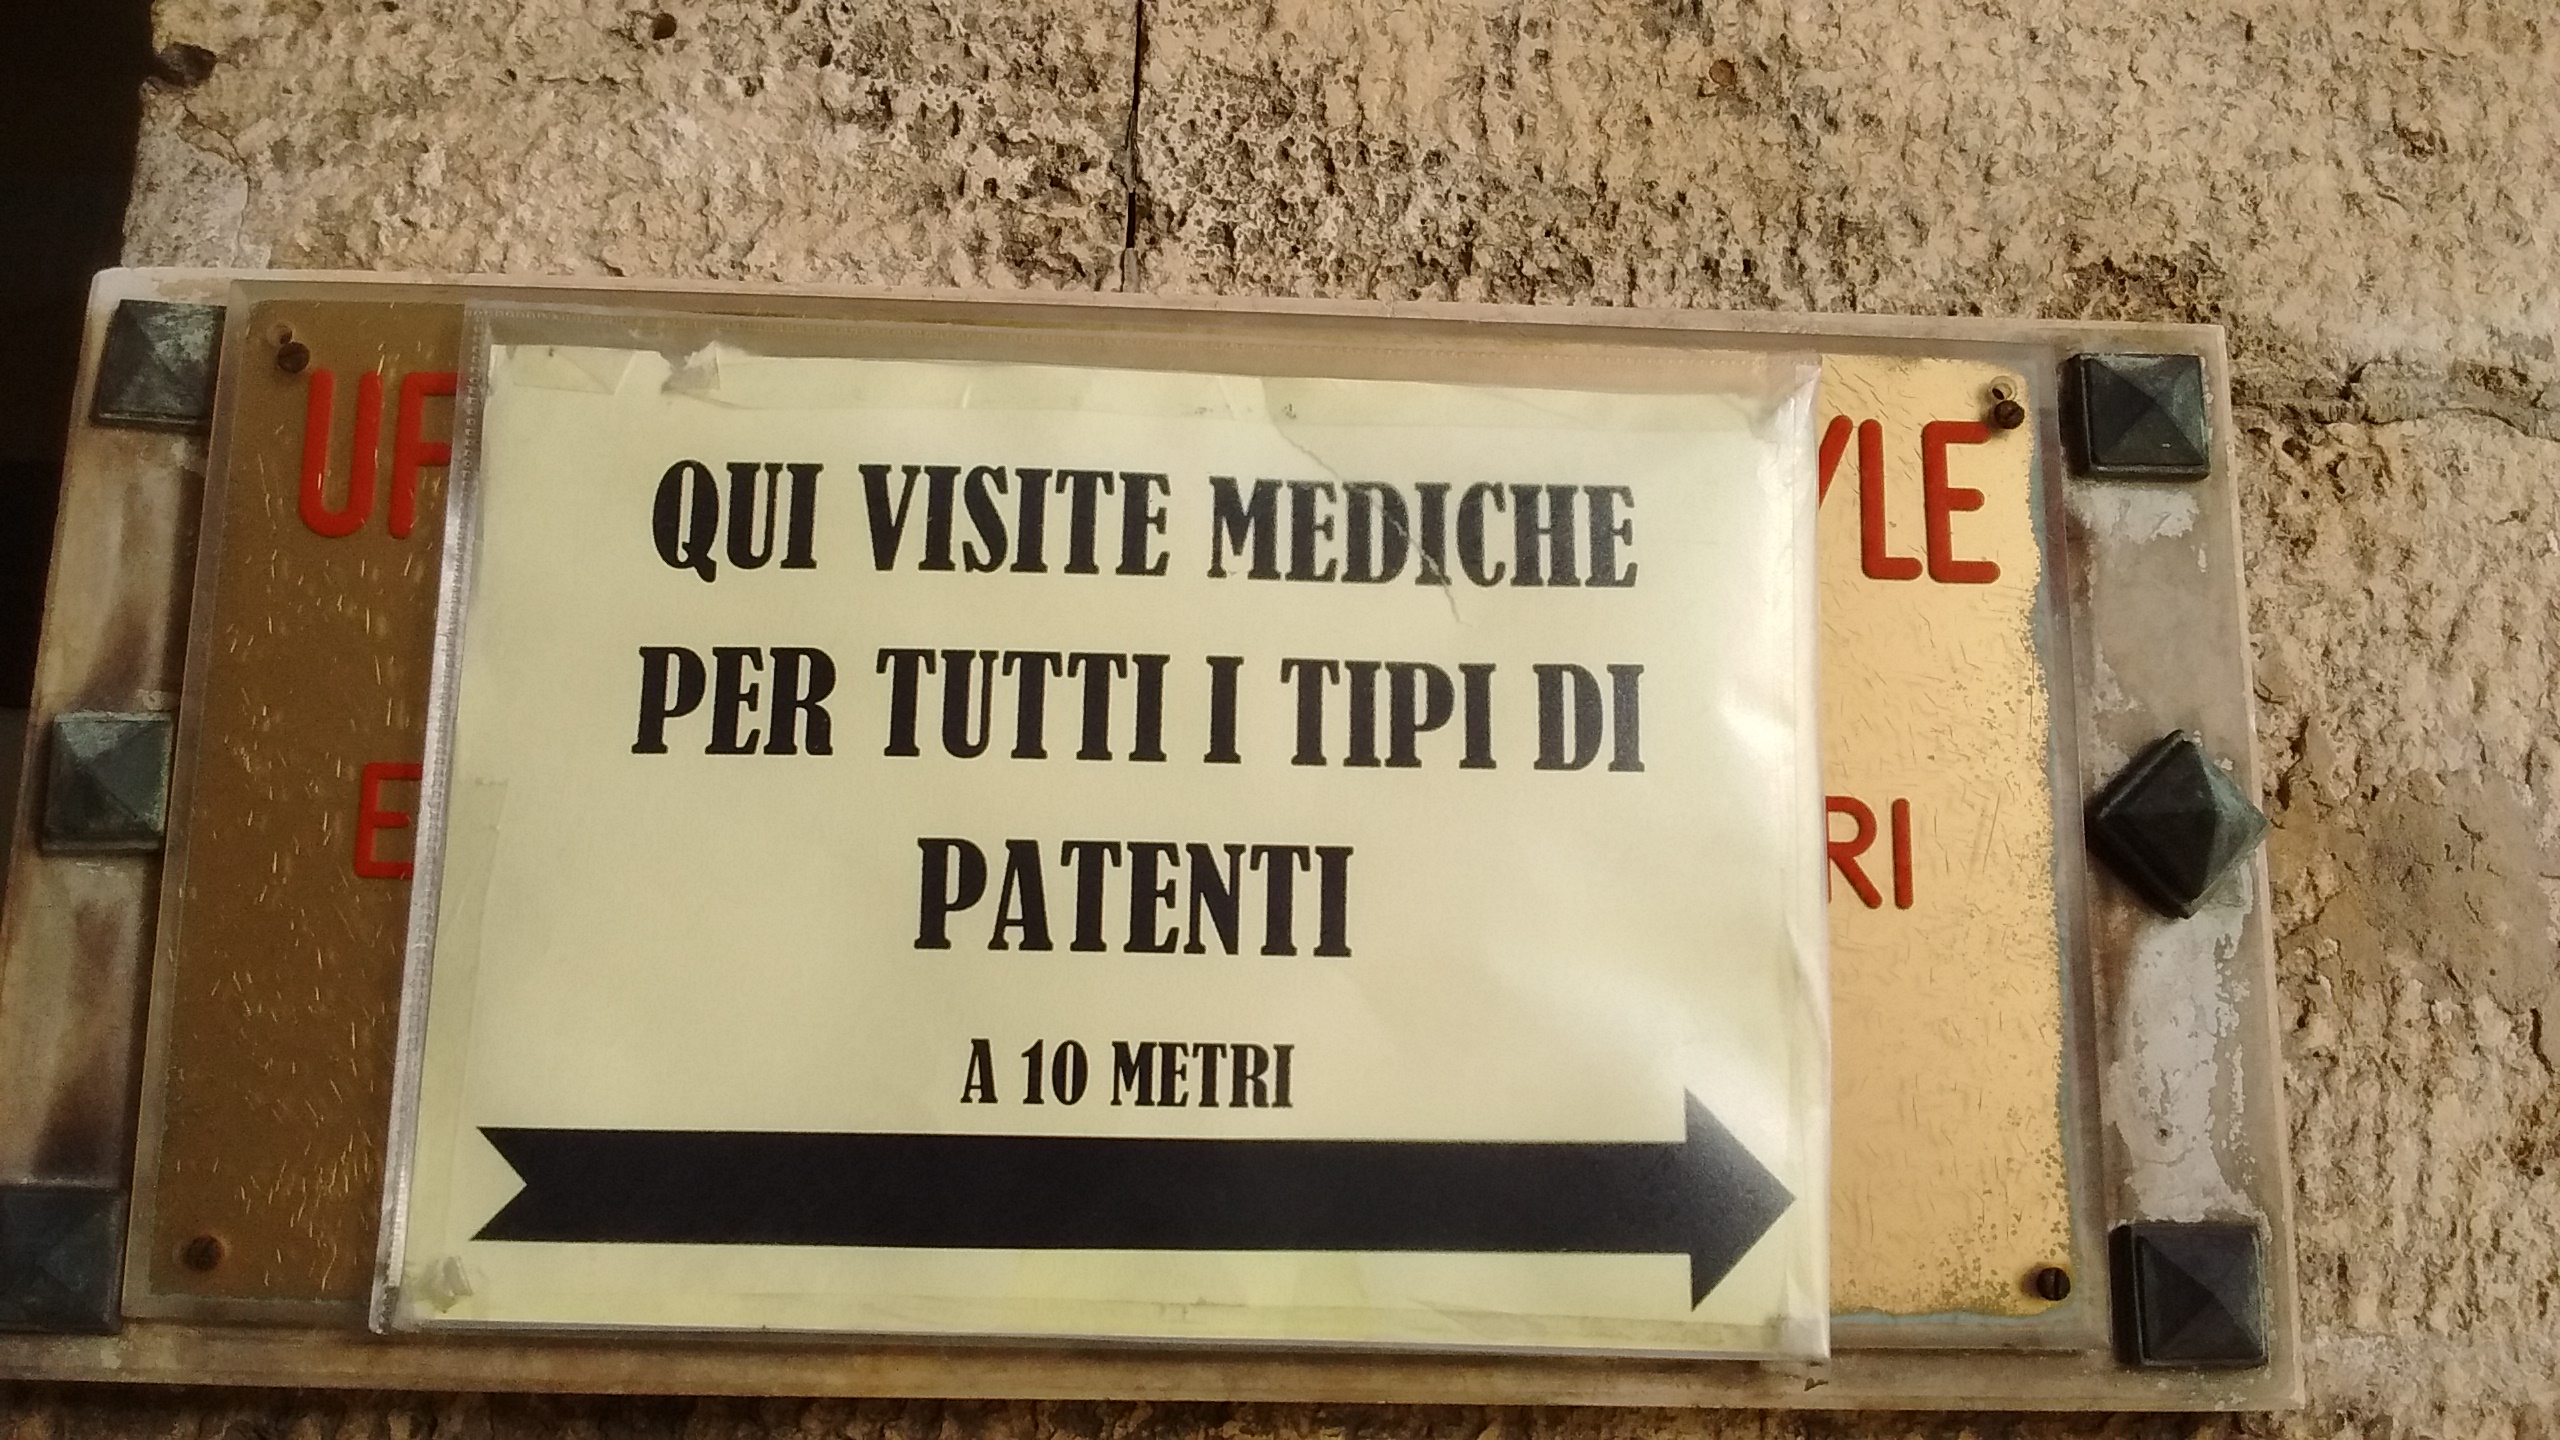 QUI VISITE MEDICHE
PER TUTTI I TIPI DI
PATENTI
A 10 METRI